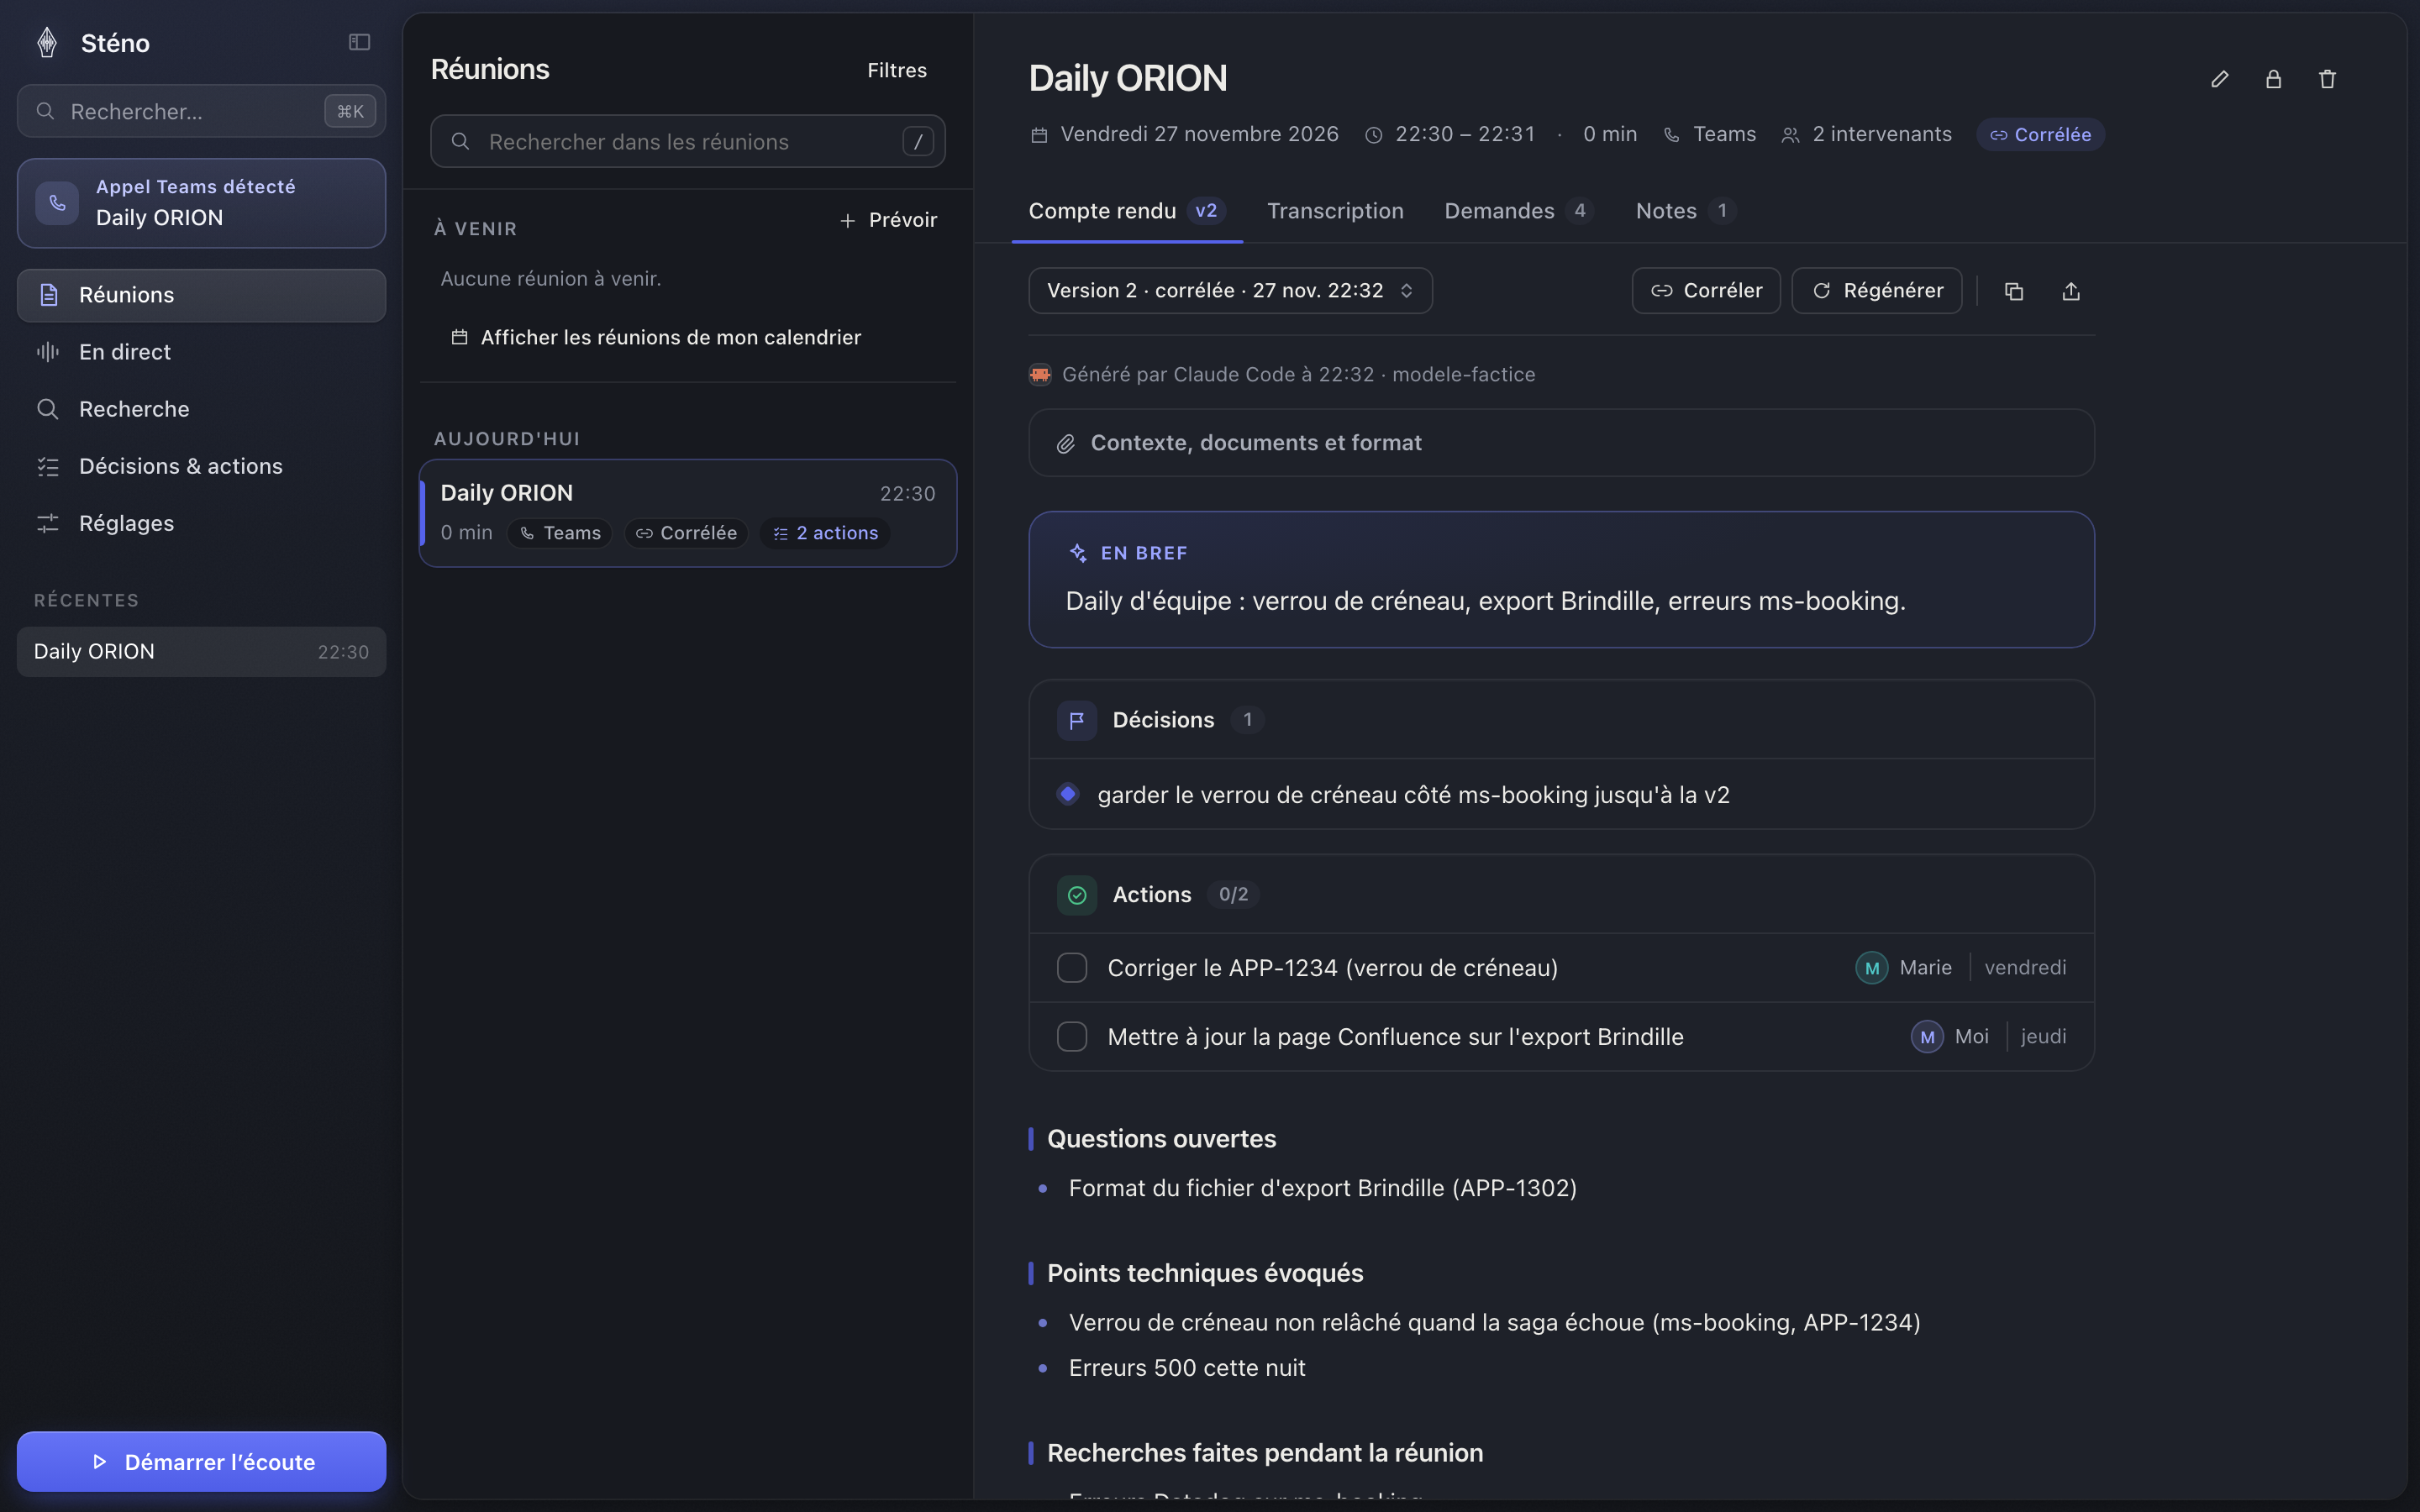 Sténo
Rechercher...
⌘K
Appel Teams détecté
Daily ORION
Réunions
En direct
Recherche
Décisions & actions
Réglages
RÉCENTES
Daily ORION 22:30
Démarrer l’écoute
Réunions
Filtres
Rechercher dans les réunions /
À VENIR
+ Prévoir
Aucune réunion à venir.
Afficher les réunions de mon calendrier
AUJOURD'HUI
Daily ORION 22:30
0 min Teams Corrélée 2 actions
Daily ORION
Vendredi 27 novembre 2026 22:30 – 22:31 · 0 min Teams 2 intervenants Corrélée
Compte rendu v2 Transcription Demandes 4 Notes 1
Version 2 · corrélée · 27 nov. 22:32
Corréler
Régénérer
Généré par Claude Code à 22:32 · modele-factice
Contexte, documents et format
EN BREF
Daily d'équipe : verrou de créneau, export Brindille, erreurs ms-booking.
Décisions 1
garder le verrou de créneau côté ms-booking jusqu'à la v2
Actions 0/2
Corriger le APP-1234 (verrou de créneau) M Marie vendredi
Mettre à jour la page Confluence sur l'export Brindille M Moi jeudi
Questions ouvertes
Format du fichier d'export Brindille (APP-1302)
Points techniques évoqués
Verrou de créneau non relâché quand la saga échoue (ms-booking, APP-1234)
Erreurs 500 cette nuit
Recherches faites pendant la réunion